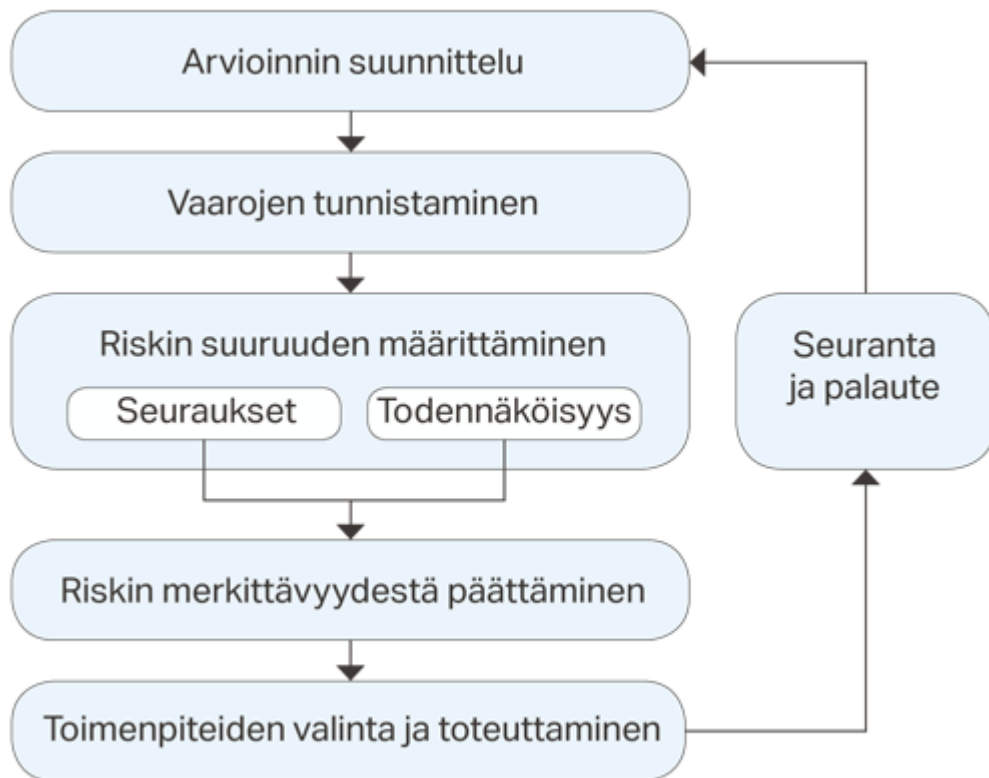 Arvioinnin suunnittelu
Vaarojen tunnistaminen
Riskin suuruuden määrittäminen
Seuraukset
Todennäköisyys
Riskin merkittävyydestä päättäminen
Toimenpiteiden valinta ja toteuttaminen
Seuranta
ja palaute